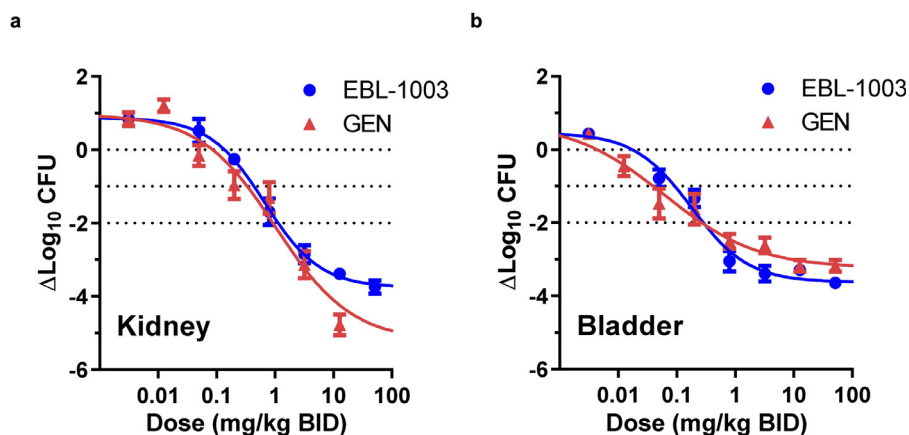 a
2
0
-2
-4
-6
ΔLog10 CFU
EBL-1003
GEN
Kidney
0.01 0.1 1 10 100
Dose (mg/kg BID)
b
2
0
-2
-4
-6
ΔLog10 CFU
EBL-1003
GEN
Bladder
0.01 0.1 1 10 100
Dose (mg/kg BID)